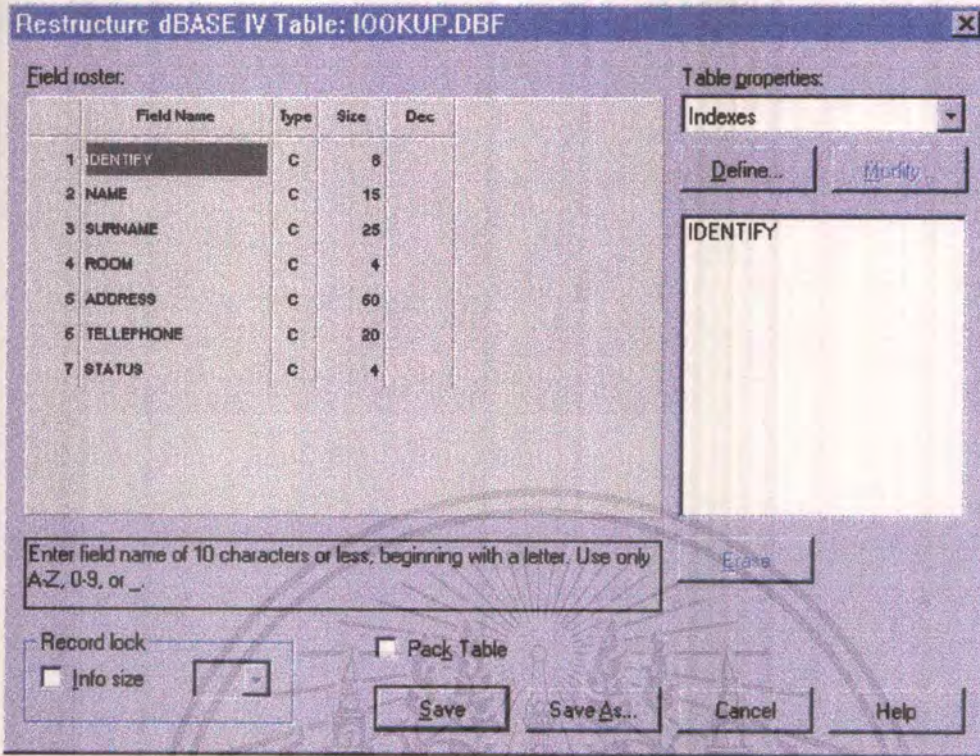 Restructure dBASE IV Table: IOOKUP.DBF
Field roster:
Field Name Type Size Dec
1 IDENTIFY C 8
2 NAME C 15
3 SURNAME C 25
4 ROOM C 4
5 ADDRESS C 60
6 TELLEPHONE C 20
7 STATUS C 4
Enter field name of 10 characters or less, beginning with a letter. Use only
A-Z, 0-9, or _.
Record lock
Info size
Pack Table
Table properties:
Indexes
Define... Modify...
IDENTIFY
Erase
Save Save As... Cancel Help